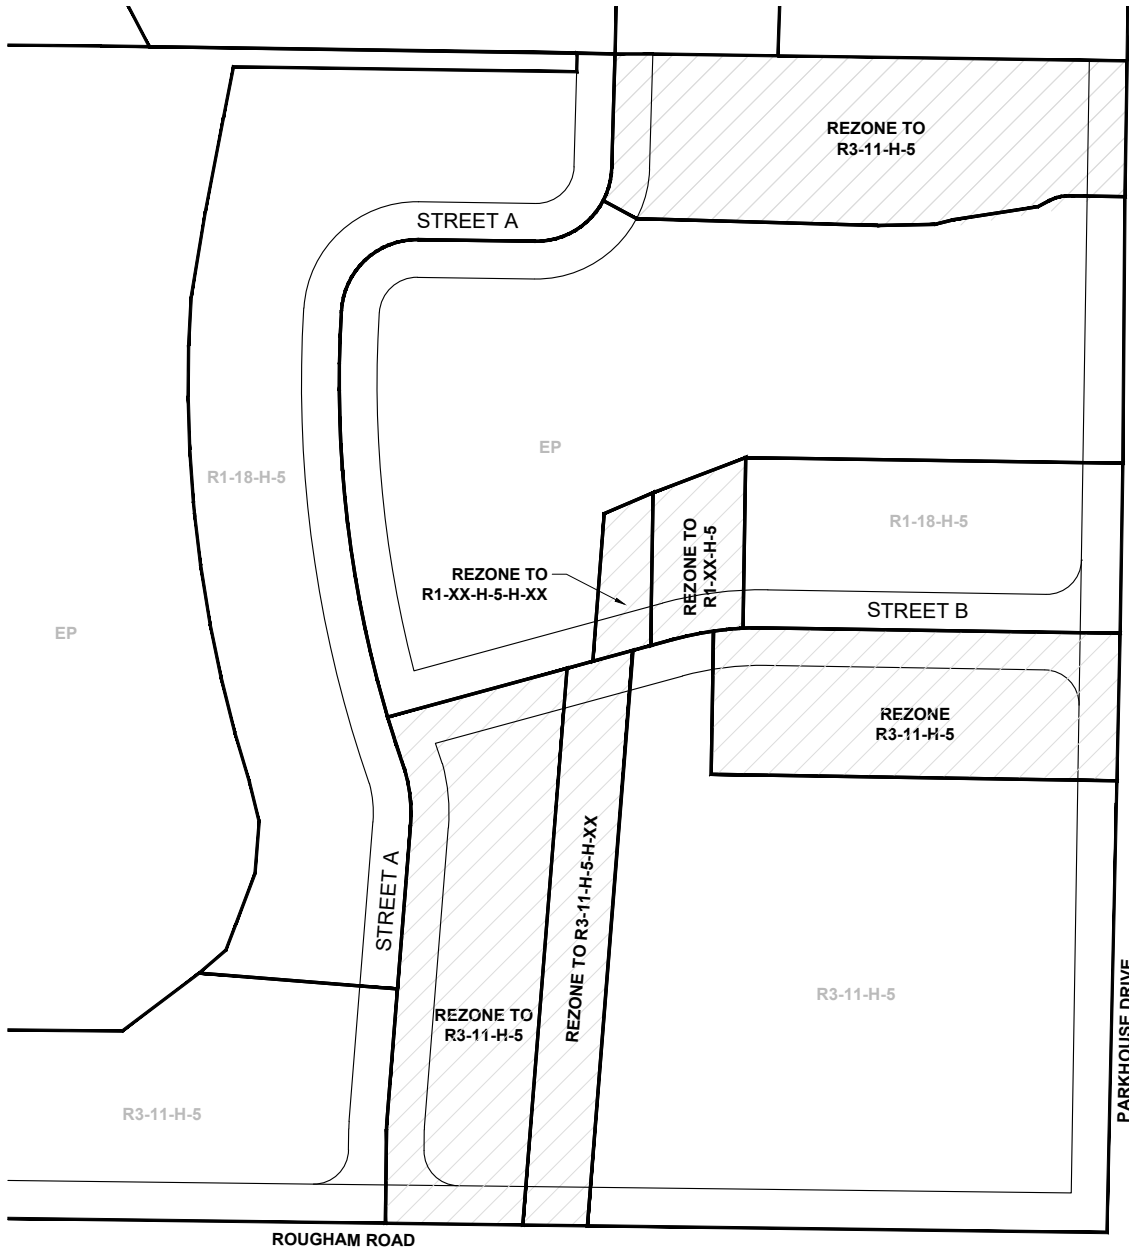 REZONE TO
R3-11-H-5
STREET A
EP
R1-18-H-5
R1-18-H-5
REZONE TO
R1-XX-H-5
REZONE TO
R1-XX-H-5-H-XX
STREET B
EP
REZONE
R3-11-H-5
REZONE TO R3-11-H-5-H-XX
STREET A
R3-11-H-5
REZONE TO
R3-11-H-5
PARKHOUSE DRIVE
R3-11-H-5
ROUGHAM ROAD